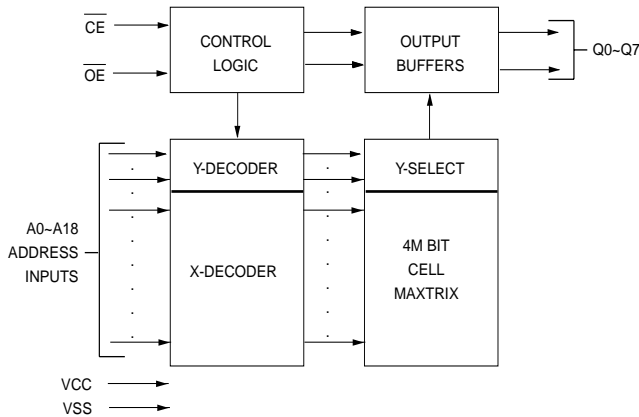 CE
OE
CONTROL
LOGIC
OUTPUT
BUFFERS
Q0~Q7
A0~A18
ADDRESS
INPUTS
Y-DECODER
X-DECODER
Y-SELECT
4M BIT
CELL
MAXTRIX
VCC
VSS